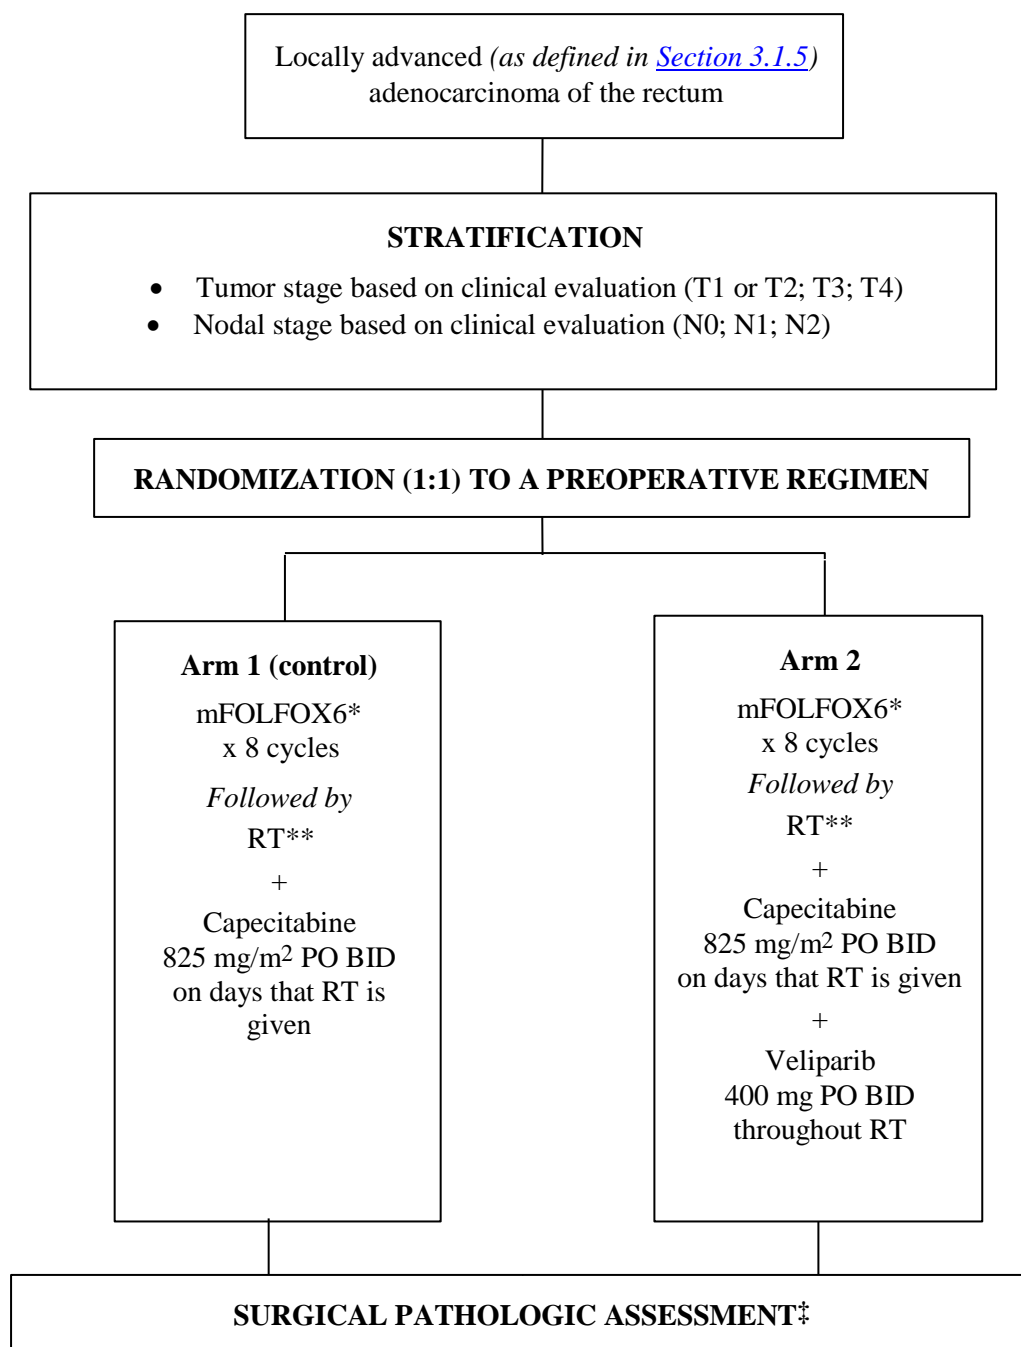 Locally advanced (as defined in Section 3.1.5)
adenocarcinoma of the rectum
STRATIFICATION
• Tumor stage based on clinical evaluation (T1 or T2; T3; T4)
• Nodal stage based on clinical evaluation (N0; N1; N2)
RANDOMIZATION (1:1) TO A PREOPERATIVE REGIMEN
Arm 1 (control)
mFOLFOX6*
x 8 cycles
Followed by
RT**
+
Capecitabine
825 mg/m2 PO BID
on days that RT is
given
Arm 2
mFOLFOX6*
x 8 cycles
Followed by
RT**
+
Capecitabine
825 mg/m2 PO BID
on days that RT is given
+
Veliparib
400 mg PO BID
throughout RT
SURGICAL PATHOLOGIC ASSESSMENT‡